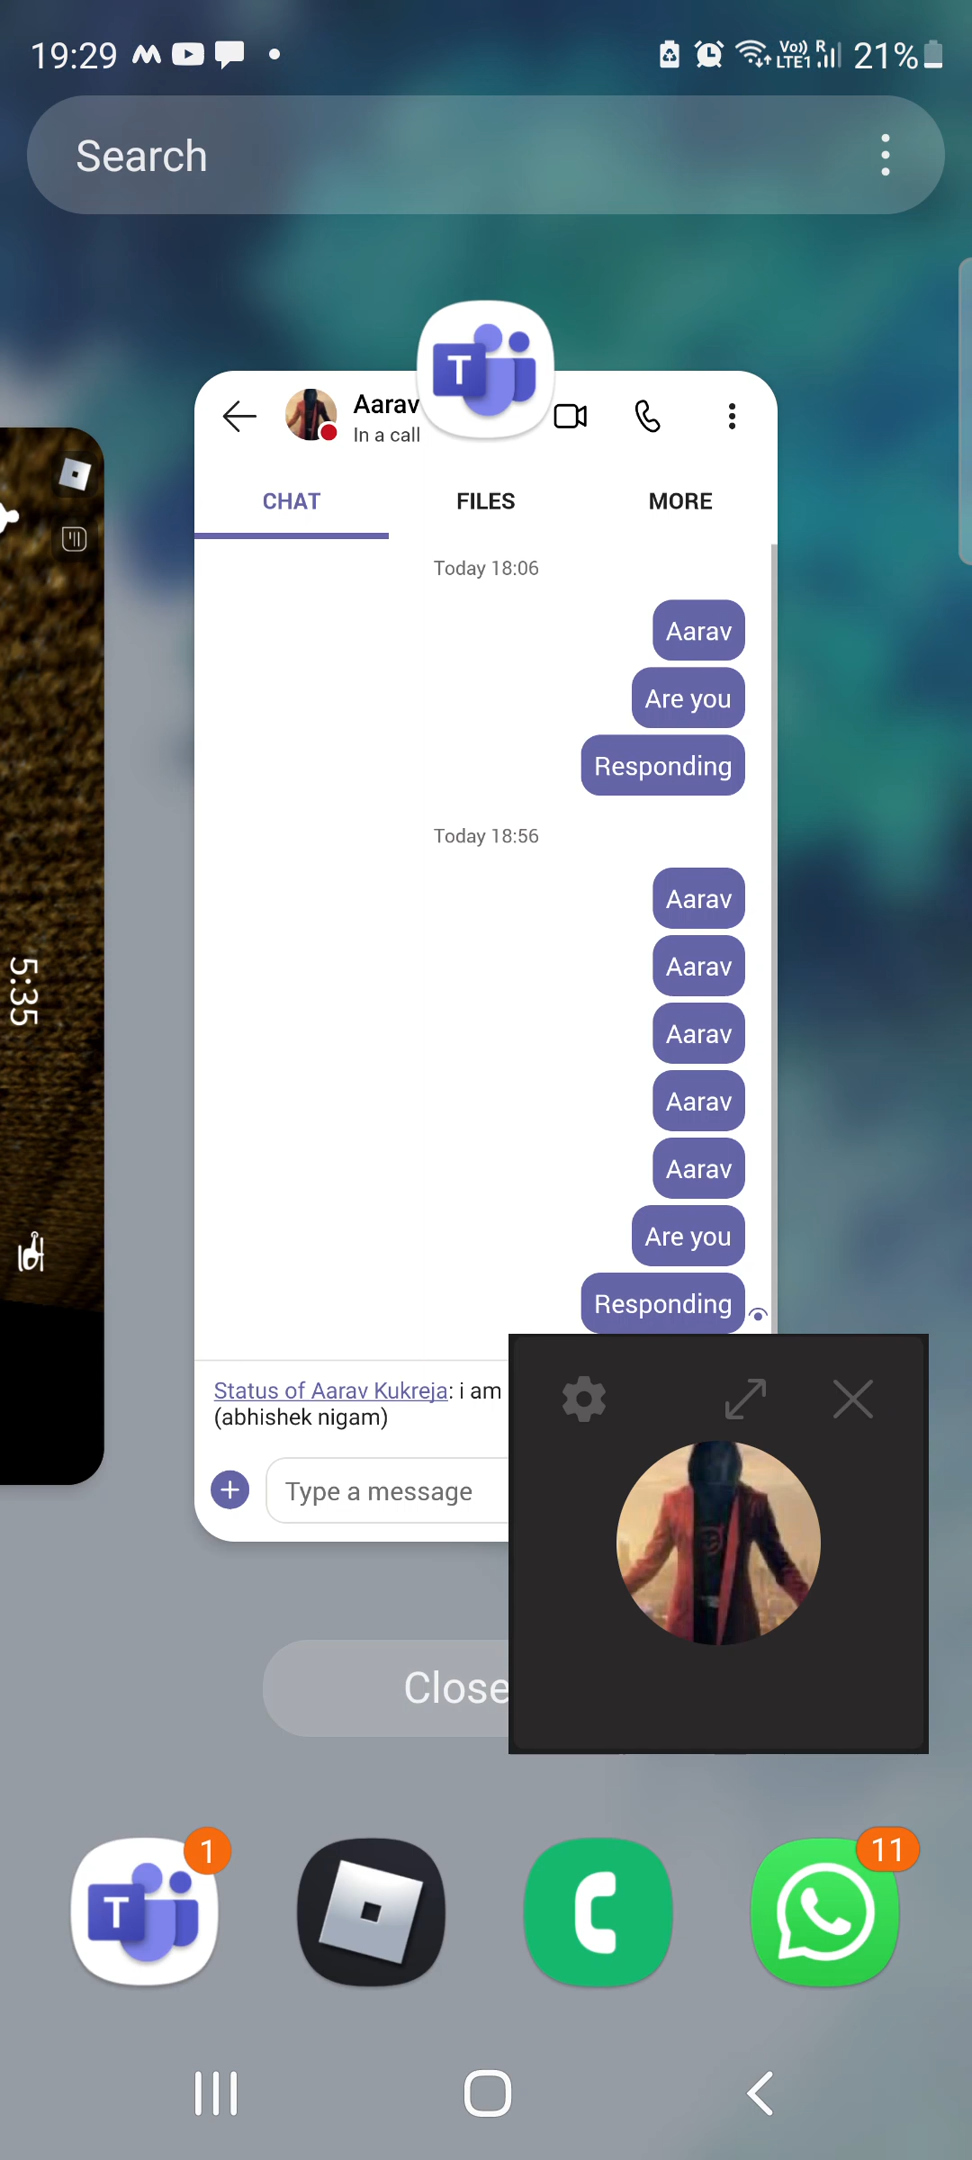 19:29
Vo)) R
LTE1
21%
Search
T
Aarav
In a call
CHAT FILES MORE
Today 18:06
Aarav
Are you
Responding
Today 18:56
Aarav
Aarav
Aarav
Aarav
Aarav
Are you
Responding
Status of Aarav Kukreja: i am
(abhishek nigam)
Type a message
5:35
Close
T
1
11